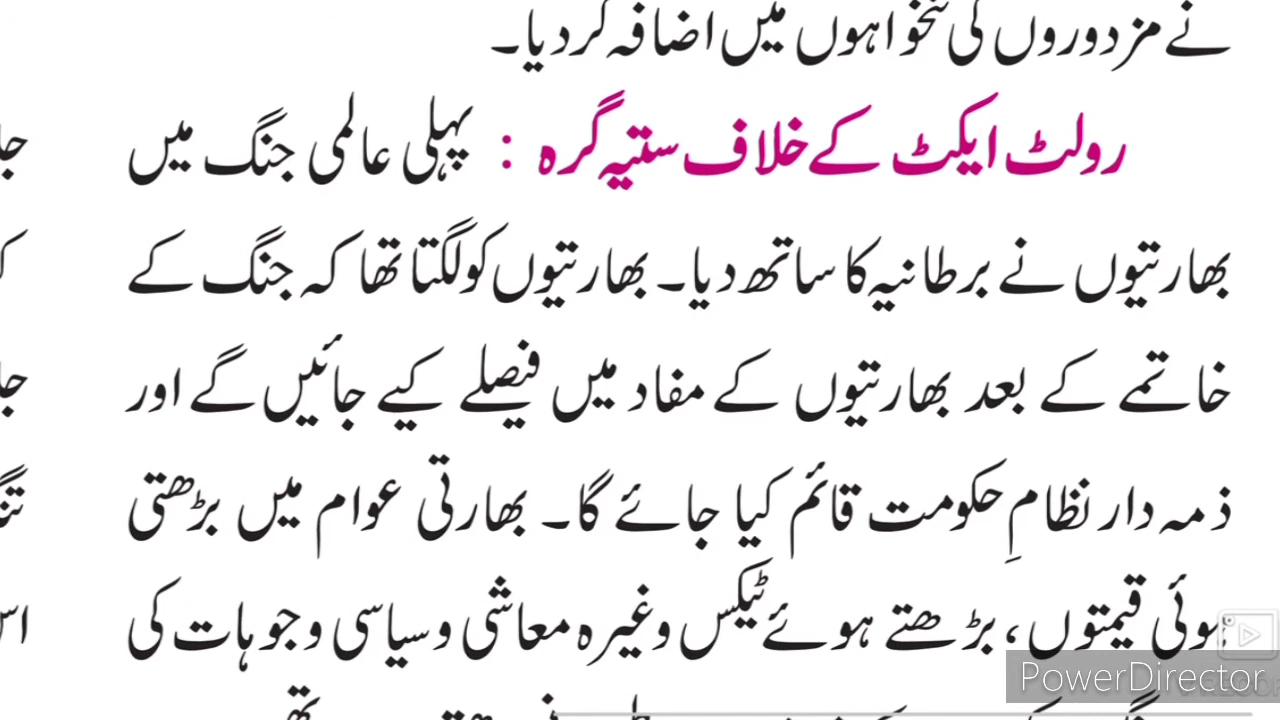 نے مزدوروں کی تنخواہوں میں اضافہ کردیا۔
رولٹ ایکٹ کے خلاف ستیہ گرہ : پہلی عالمی جنگ میں
بھارتیوں نے برطانیہ کا ساتھ دیا۔ بھارتیوں کو لگتا تھا کہ جنگ کے
خاتمے کے بعد بھارتیوں کے مفاد میں فیصلے کیے جائیں گے اور
ذمہ دار نظامِ حکومت قائم کیا جائے گا۔ بھارتی عوام میں بڑھتی
ہوئی قیمتوں، بڑھتے ہوئے ٹیکس وغیرہ معاشی و سیاسی وجوہات کی
PowerDirector